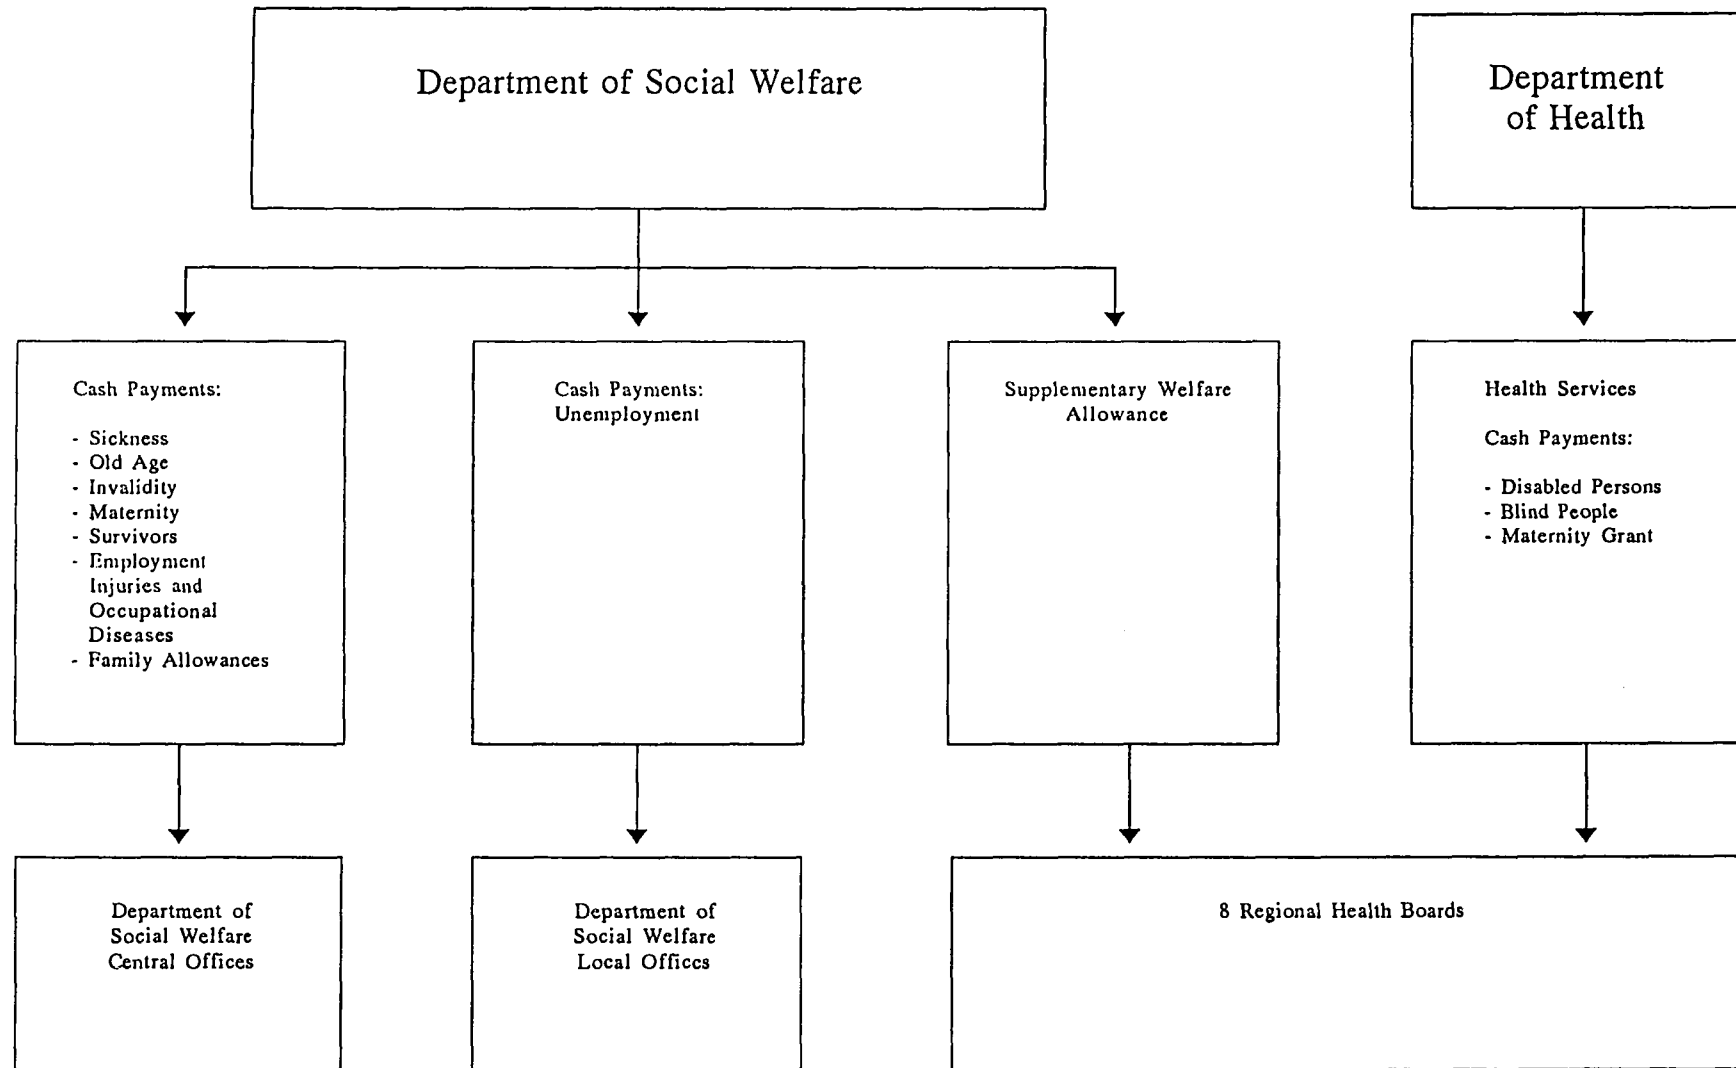 Department of Social Welfare
Department
of Health
Cash Payments:
- Sickness
- Old Age
- Invalidity
- Maternity
- Survivors
- Employment
Injuries and
Occupational
Diseases
- Family Allowances
Cash Payments:
Unemployment
Supplementary Welfare
Allowance
Health Services
Cash Payments:
- Disabled Persons
- Blind People
- Maternity Grant
Department of
Social Welfare
Central Offices
Department of
Social Welfare
Local Offices
8 Regional Health Boards